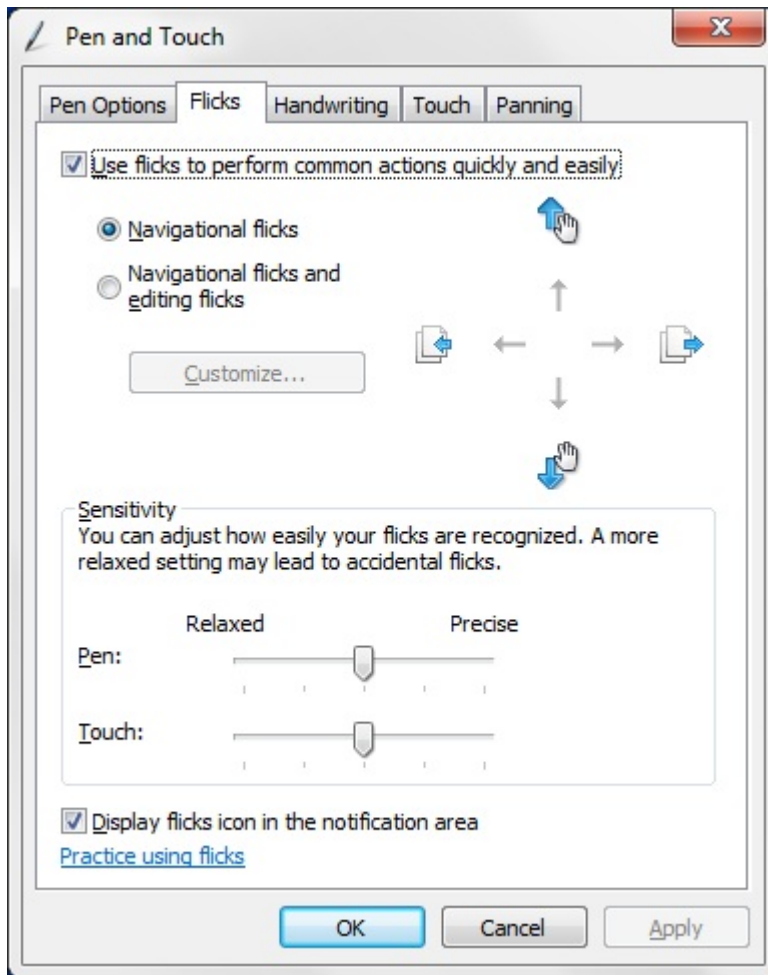 Pen and Touch
Pen Options Flicks Handwriting Touch Panning
Use flicks to perform common actions quickly and easily
Navigational flicks
Navigational flicks and
editing flicks
Customize...
Sensitivity
You can adjust how easily your flicks are recognized. A more
relaxed setting may lead to accidental flicks.
Relaxed Precise
Pen:
Touch:
Display flicks icon in the notification area
Practice using flicks
OK Cancel Apply